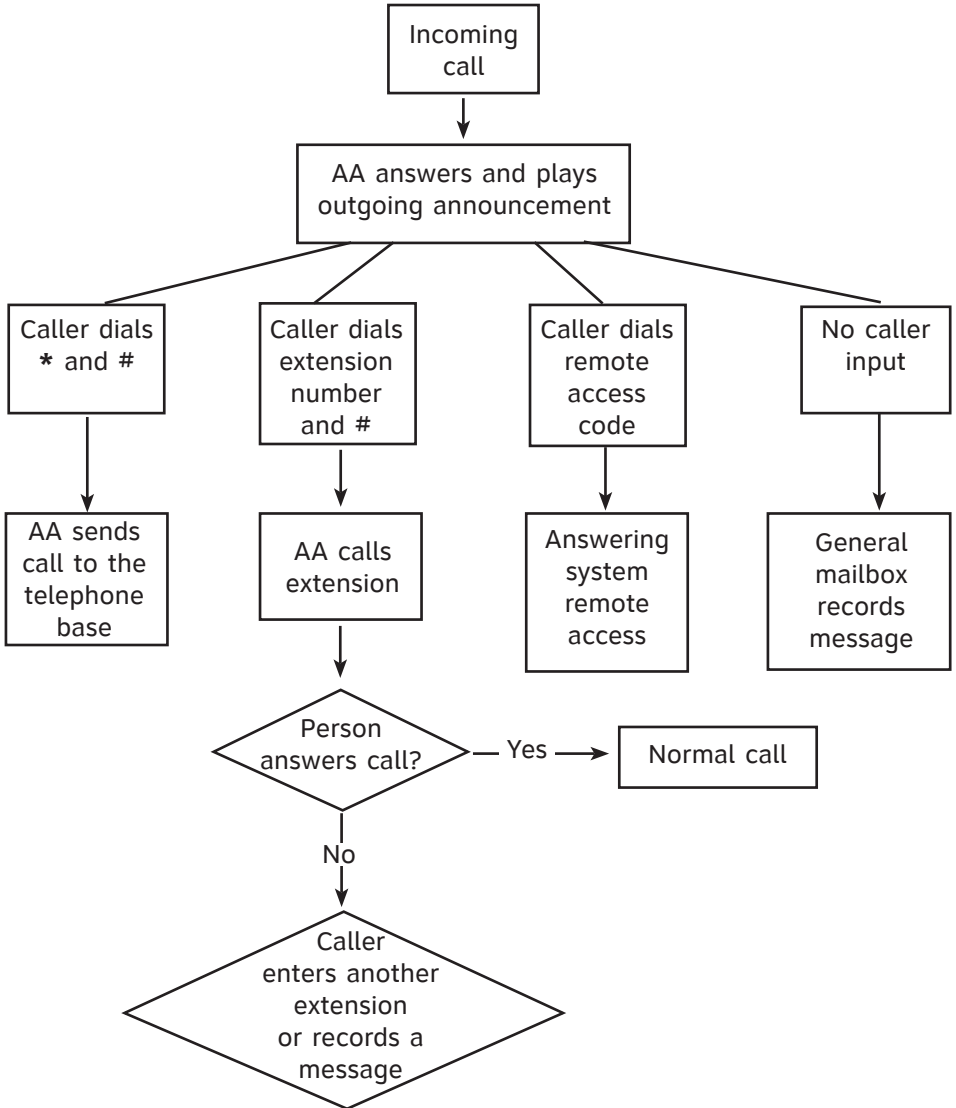 Incoming
call
AA answers and plays
outgoing announcement
Caller dials
* and #
Caller dials
extension
number
and #
Caller dials
remote
access
code
No caller
input
AA sends
call to the
telephone
base
AA calls
extension
Answering
system
remote
access
General
mailbox
records
message
Person
answers call?
Yes
Normal call
No
Caller
enters another
extension
or records a
message